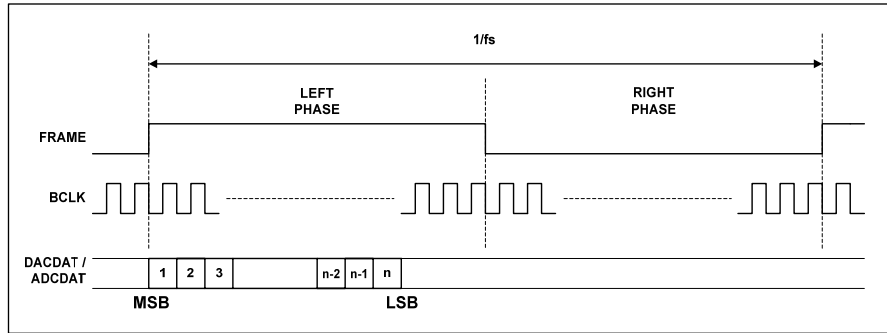 1/fs
LEFT
PHASE
RIGHT
PHASE
FRAME
BCLK
DACDAT /
ADCDAT
1 2 3 n-2 n-1 n
MSB LSB